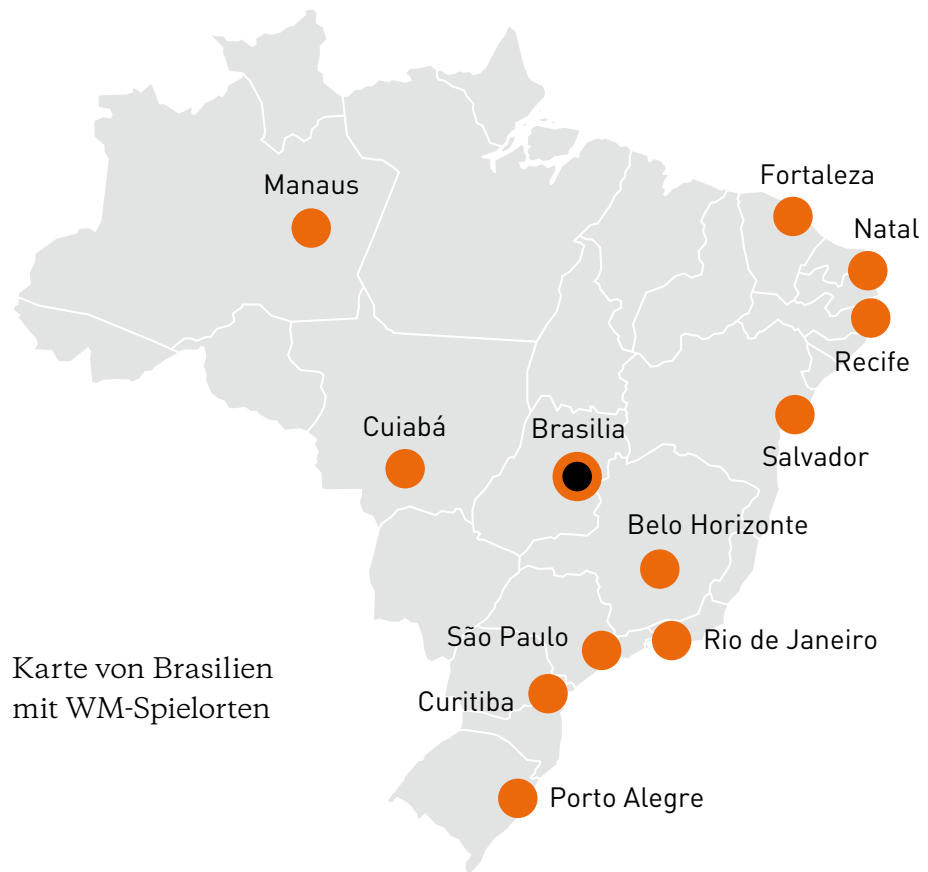 Manaus
Fortaleza
Natal
Recife
Cuiabá
Brasilia
Salvador
Belo Horizonte
São Paulo
Rio de Janeiro
Karte von Brasilien
mit WM-Spielorten
Curitiba
Porto Alegre